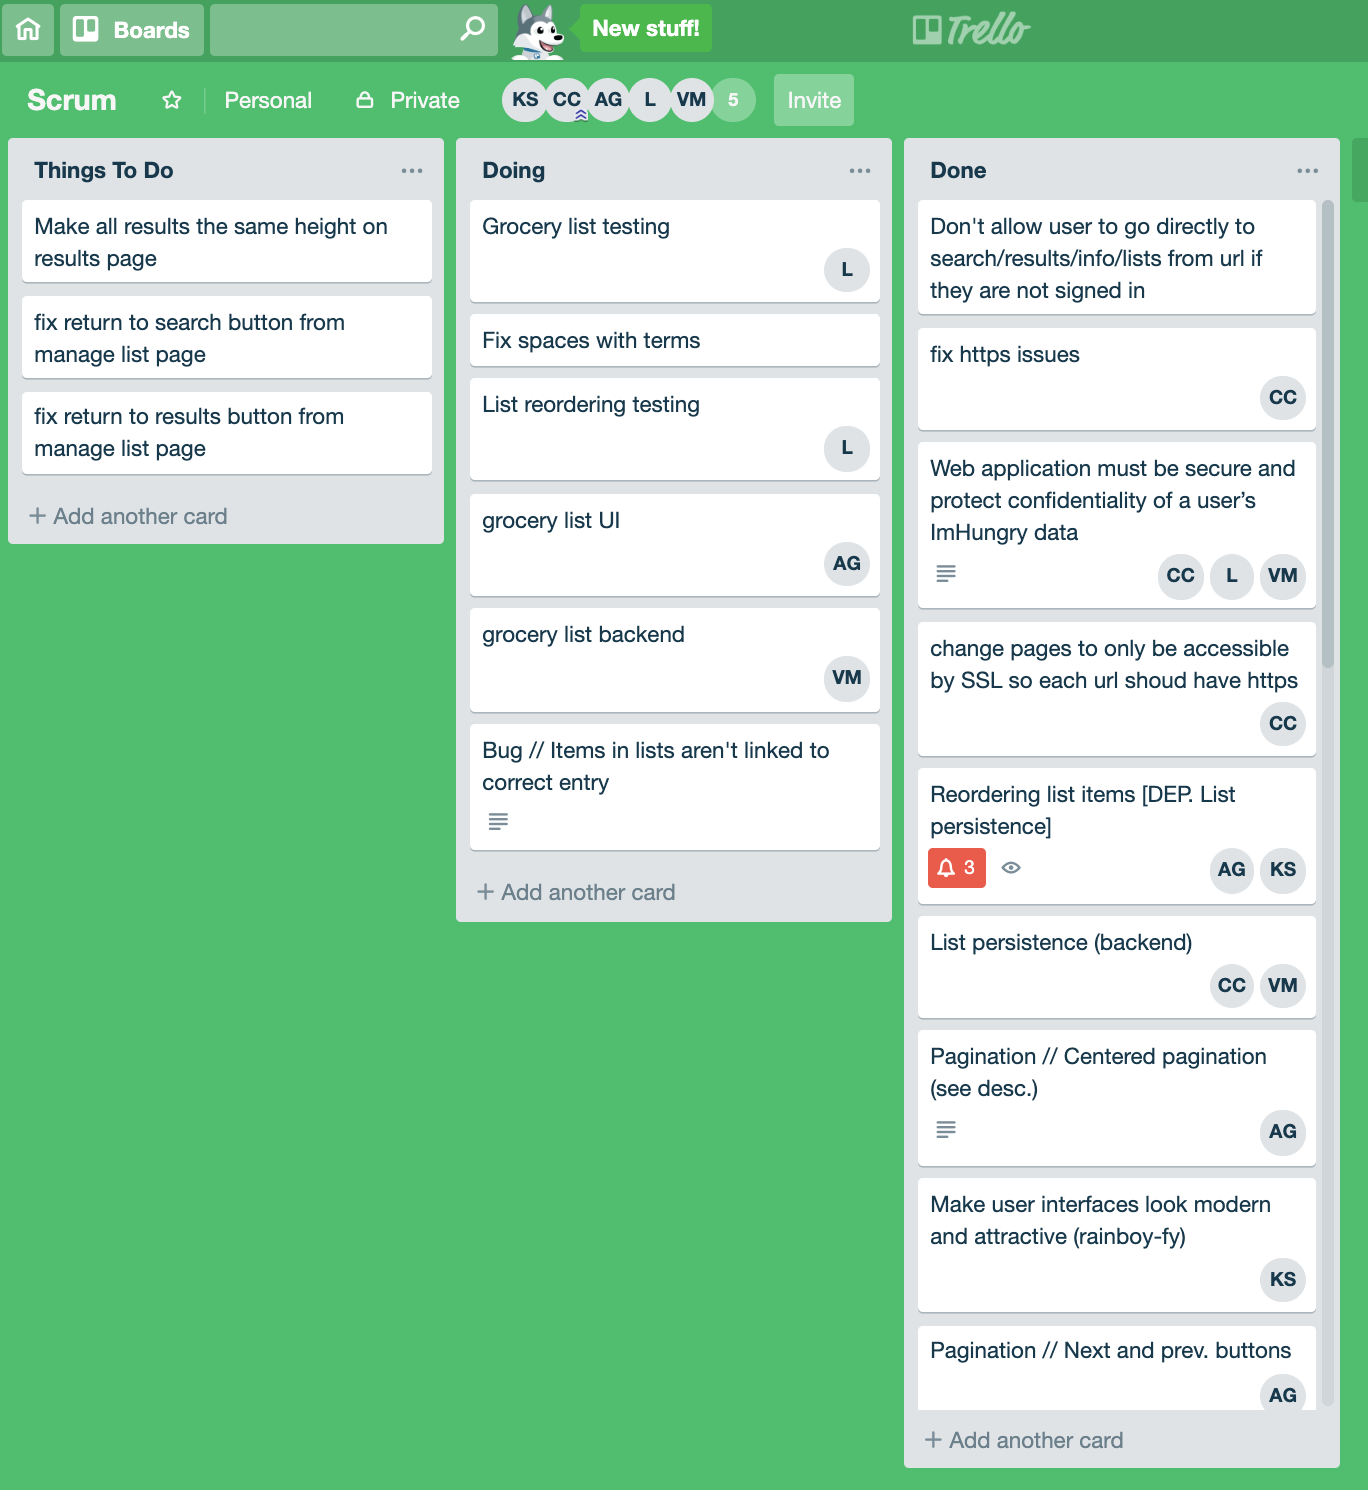 Boards
New stuff!
Trello
Scrum
Personal
Private
KS CC AG L VM 5
Invite
Things To Do
Make all results the same height on
results page
fix return to search button from
manage list page
fix return to results button from
manage list page
+ Add another card
Doing
Grocery list testing
L
Fix spaces with terms
List reordering testing
L
grocery list UI
AG
grocery list backend
VM
Bug // Items in lists aren't linked to
correct entry
+ Add another card
Done
Don't allow user to go directly to
search/results/info/lists from url if
they are not signed in
fix https issues
CC
Web application must be secure and
protect confidentiality of a user’s
ImHungry data
CC L VM
change pages to only be accessible
by SSL so each url shoud have https
CC
Reordering list items [DEP. List
persistence]
3 AG KS
List persistence (backend)
CC VM
Pagination // Centered pagination
(see desc.)
AG
Make user interfaces look modern
and attractive (rainboy-fy)
KS
Pagination // Next and prev. buttons
AG
+ Add another card